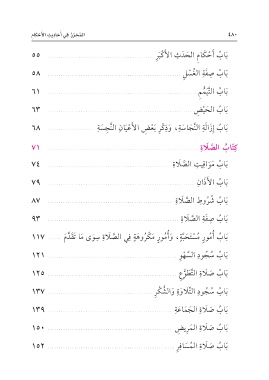 ٤٨٠ المُحَرَّرُ فِي أَحَادِيثِ الأَحْكَامِ
بَابُ أَحْكَامِ الحَدَثِ الأَكْبَرِ ٥٥
بَابُ صِفَةِ الغُسْلِ ٥٨
بَابُ التَّيَمُّمِ ٦١
بَابُ الحَيْضِ ٦٣
بَابُ إِزَالَةِ النَّجَاسَةِ، وَذِكْرِ بَعْضِ الأَعْيَانِ النَّجِسَةِ ٦٨
كِتَابُ الصَّلَاةِ ٧١
بَابُ مَوَاقِيتِ الصَّلَاةِ ٧٤
بَابُ الأَذَانِ ٧٩
بَابُ شُرُوطِ الصَّلَاةِ ٨٧
بَابُ صِفَةِ الصَّلَاةِ ٩٣
بَابُ أُمُورٍ مُسْتَحَبَّةٍ، وَأُمُورٍ مَكْرُوهَةٍ فِي الصَّلَاةِ سِوَى مَا تَقَدَّمَ ١١٧
بَابُ سُجُودِ السَّهْوِ ١٢١
بَابُ صَلَاةِ التَّطَوُّعِ ١٢٥
بَابُ سُجُودِ التِّلَاوَةِ وَالشُّكْرِ ١٣٧
بَابُ صَلَاةِ الجَمَاعَةِ ١٣٩
بَابُ صَلَاةِ المَرِيضِ ١٥٠
بَابُ صَلَاةِ المُسَافِرِ ١٥٢